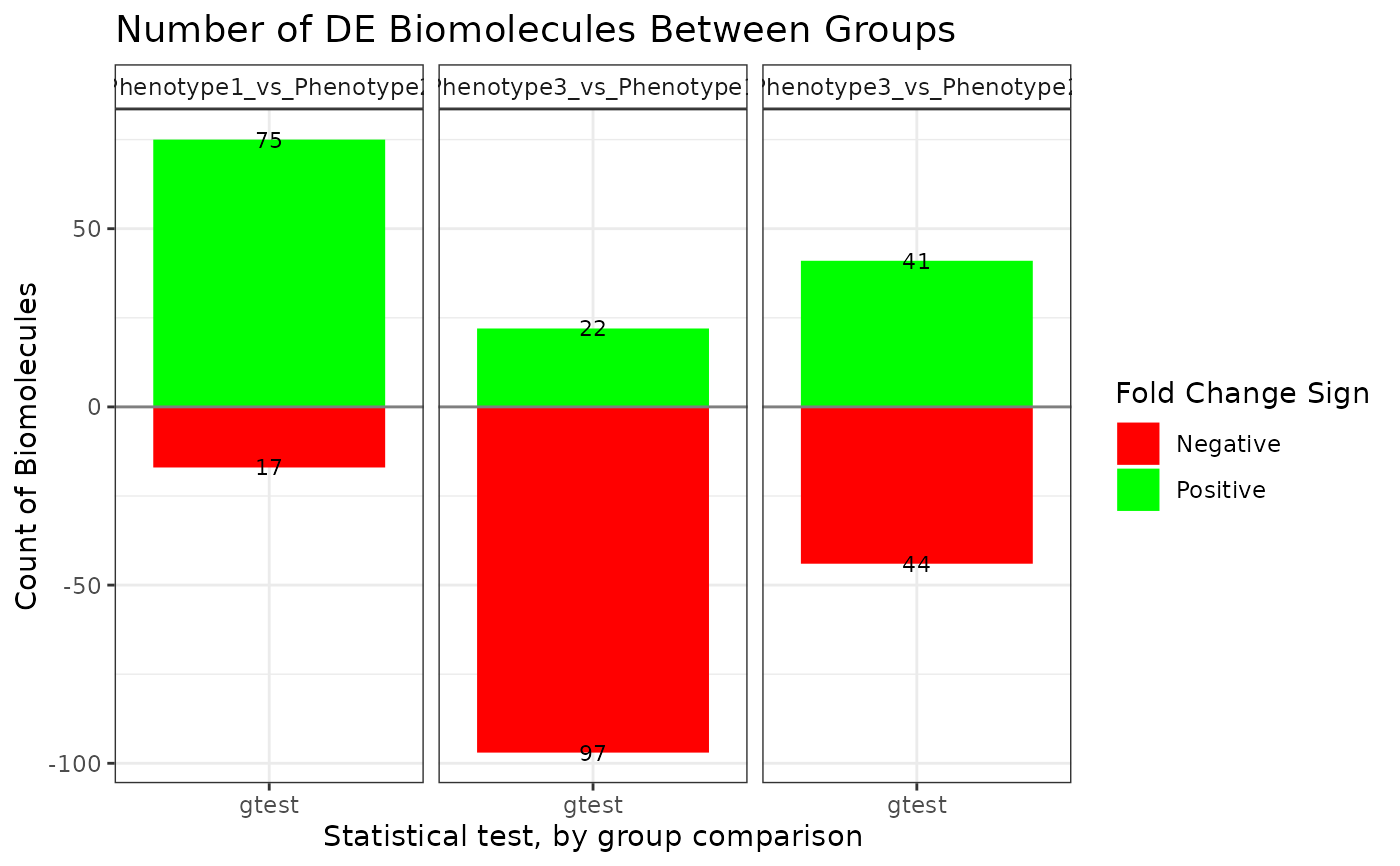 Number of DE Biomolecules Between Groups
Phenotype1_vs_Phenotype2
Phenotype3_vs_Phenotype1
Phenotype3_vs_Phenotype2
Count of Biomolecules
50
0
-50
-100
75
17
22
97
41
44
gtest
gtest
gtest
Statistical test, by group comparison
Fold Change Sign
Negative
Positive